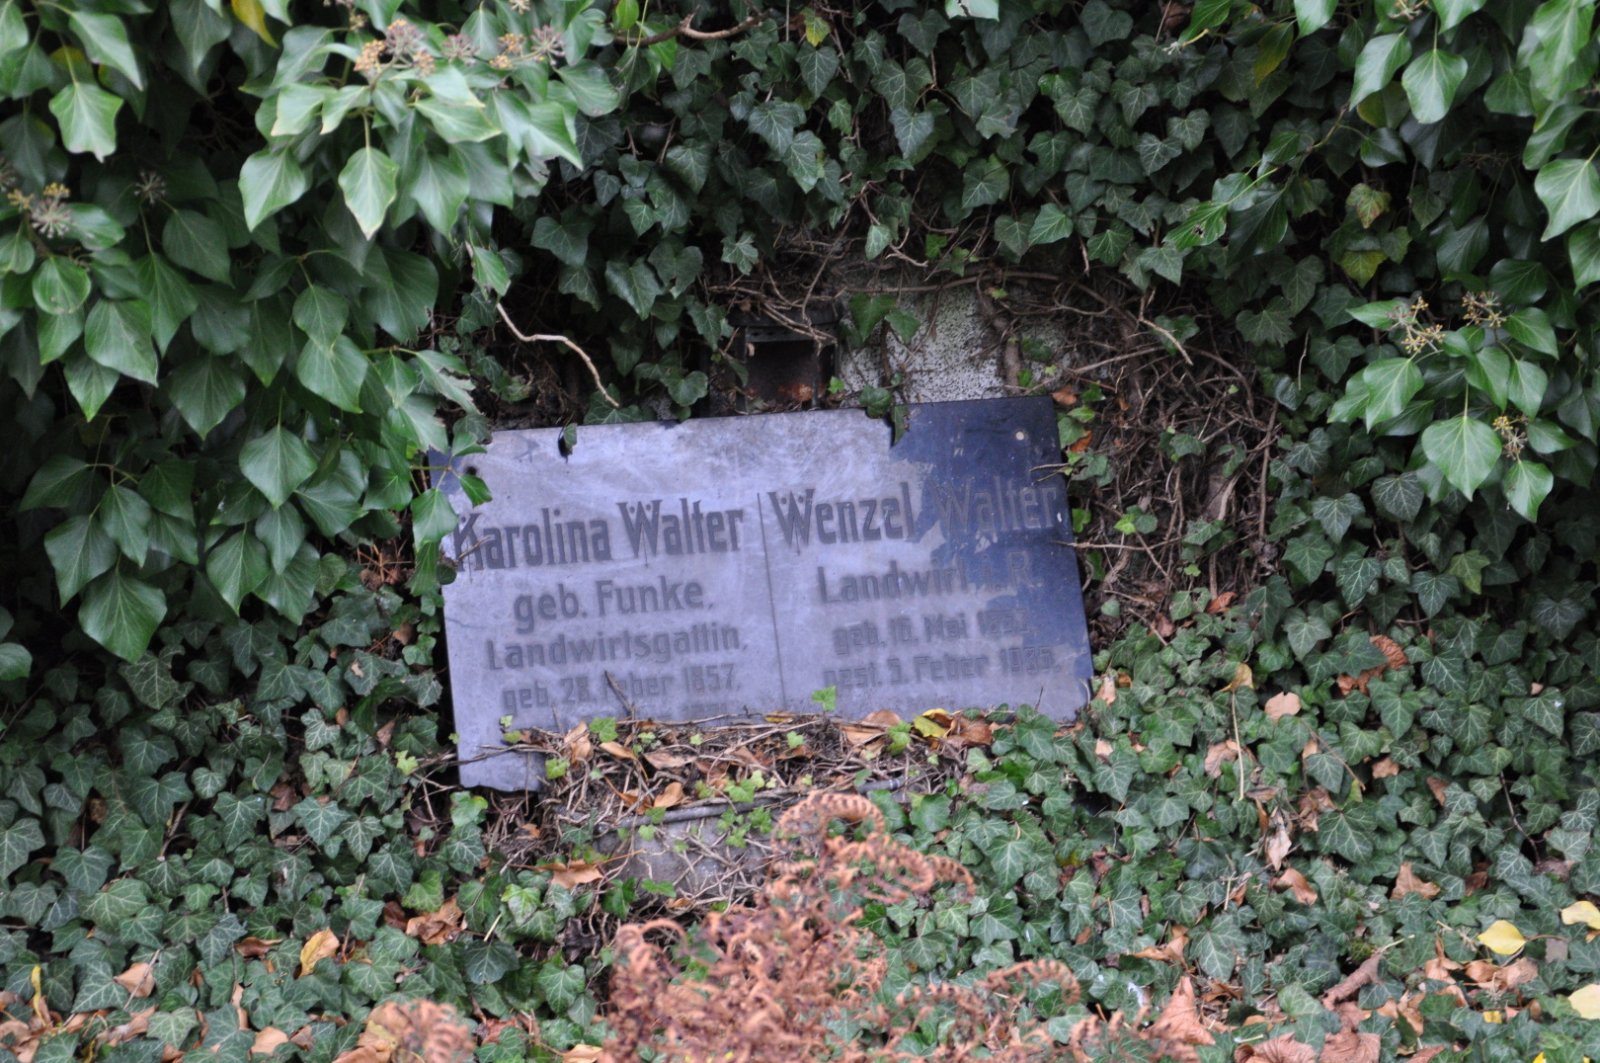 Karolina Walter
geb. Funke,
Landwirtsgattin,
geb. 28. Feber 1857,
Wenzel Walter
Landwirt i. R.
geb. 16. Mai
gest. 3. Feber